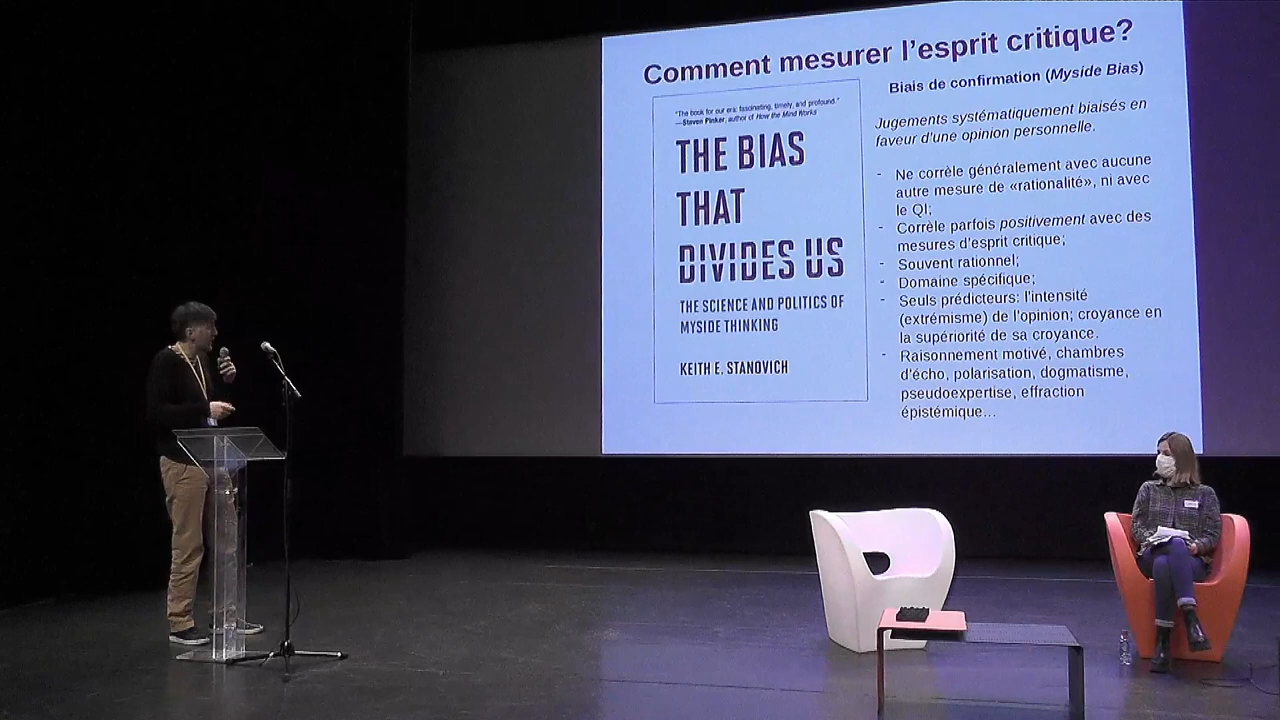 Comment mesurer l'esprit critique?
"The book for our era: fascinating, timely, and profound."
—Steven Pinker, author of How the Mind Works
THE BIAS
THAT
DIVIDES US
THE SCIENCE AND POLITICS OF
MYSIDE THINKING
KEITH E. STANOVICH
Biais de confirmation (Myside Bias)
Jugements systématiquement biaisés en
faveur d'une opinion personnelle.
- Ne corrèle généralement avec aucune
autre mesure de «rationalité», ni avec
le QI;
- Corrèle parfois positivement avec des
mesures d'esprit critique;
- Souvent rationnel;
- Domaine spécifique;
- Seuls prédicteurs: l'intensité
(extrémisme) de l'opinion; croyance en
la supériorité de sa croyance.
- Raisonnement motivé, chambres
d'écho, polarisation, dogmatisme,
pseudoexpertise, effraction
épistémique...